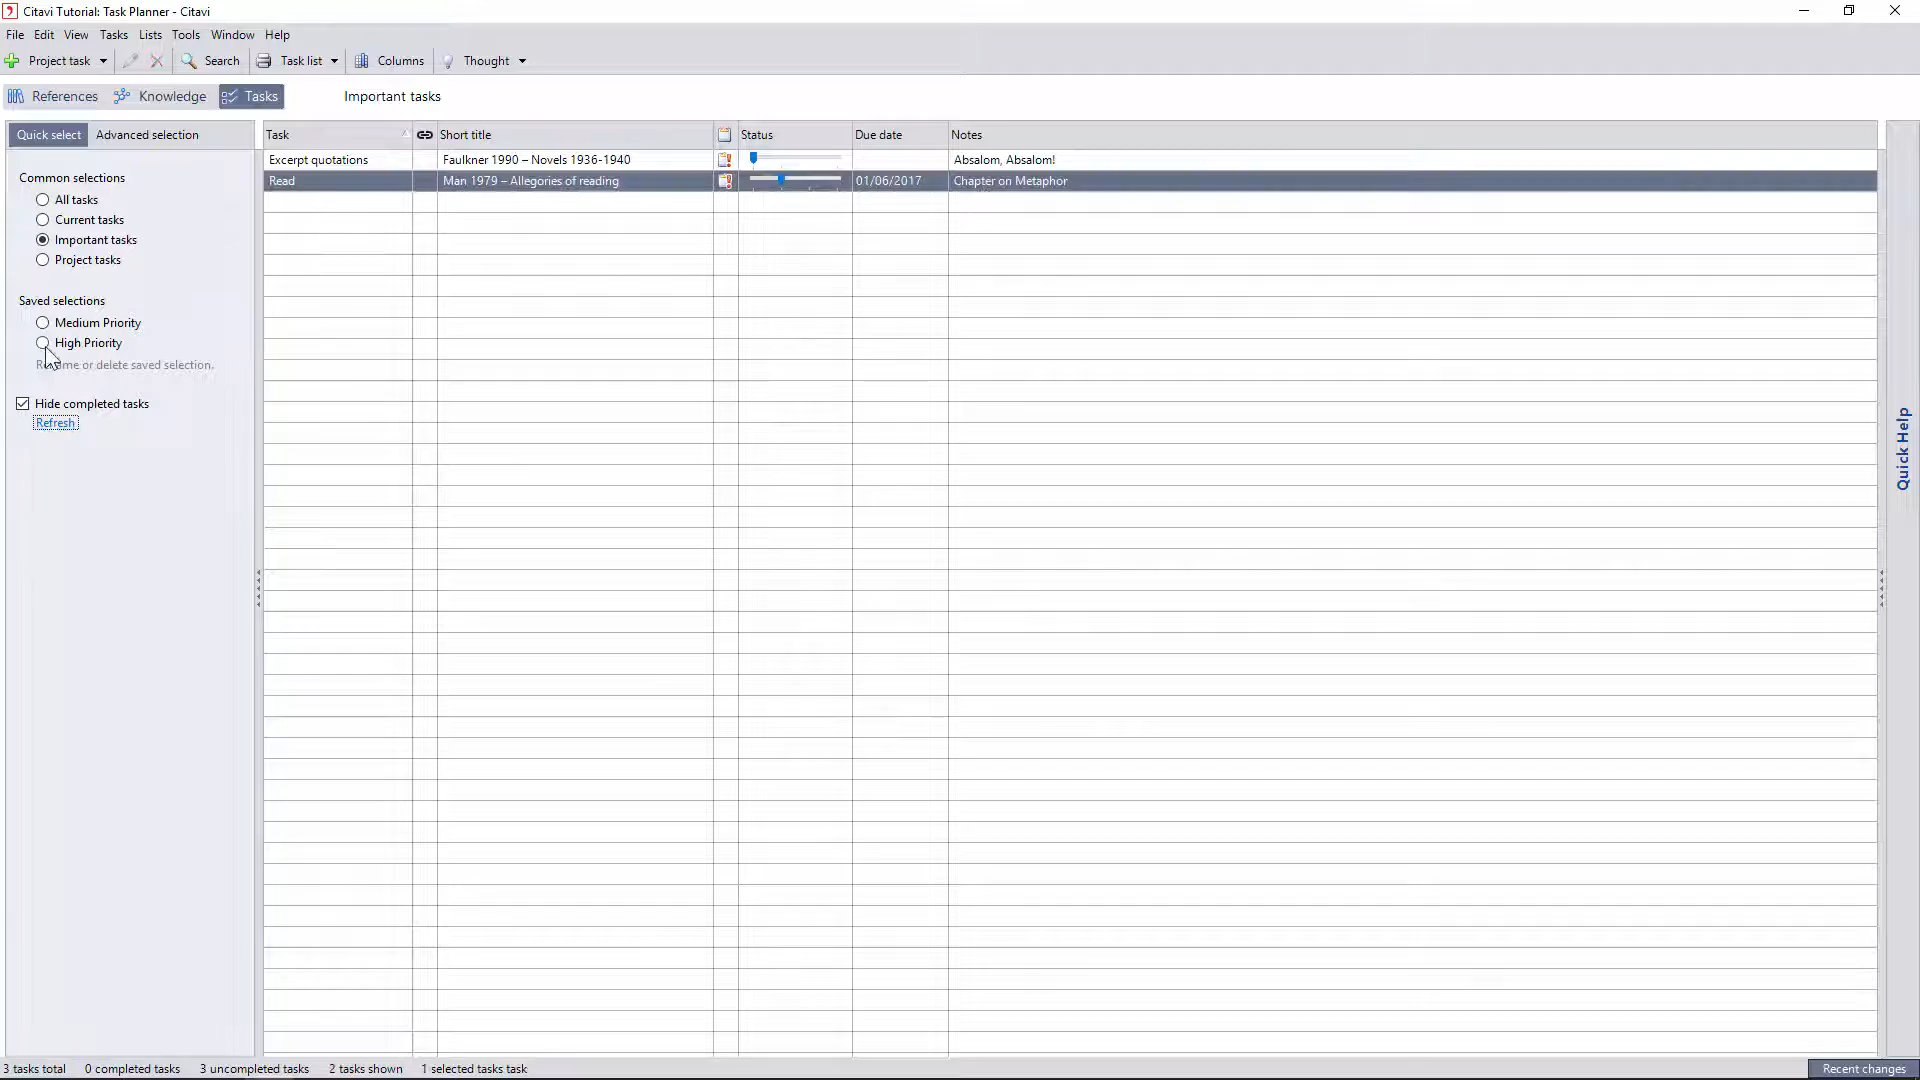 Citavi Tutorial: Task Planner - Citavi
File Edit View Tasks Lists Tools Window Help
Project task Search Task list Columns Thought
References Knowledge Tasks Important tasks
Quick select Advanced selection
Task Short title Status Due date Notes
Excerpt quotations Faulkner 1990 – Novels 1936-1940 Absalom, Absalom!
Read Man 1979 – Allegories of reading 01/06/2017 Chapter on Metaphor
Common selections
All tasks
Current tasks
Important tasks
Project tasks
Saved selections
Medium Priority
High Priority
or delete saved selection.
Hide completed tasks
Refresh
Quick Help
3 tasks total 0 completed tasks 3 uncompleted tasks 2 tasks shown 1 selected tasks task
Recent changes